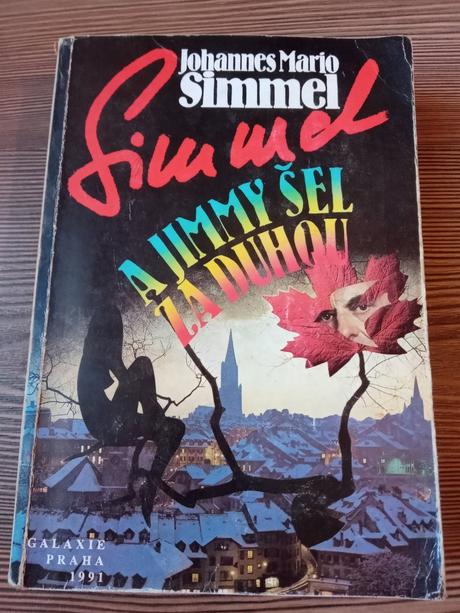 Johannes Mario
Simmel
Simmel
A JIMMY ŠEL
ZA DUHOU
GALAXIE
PRAHA
1991